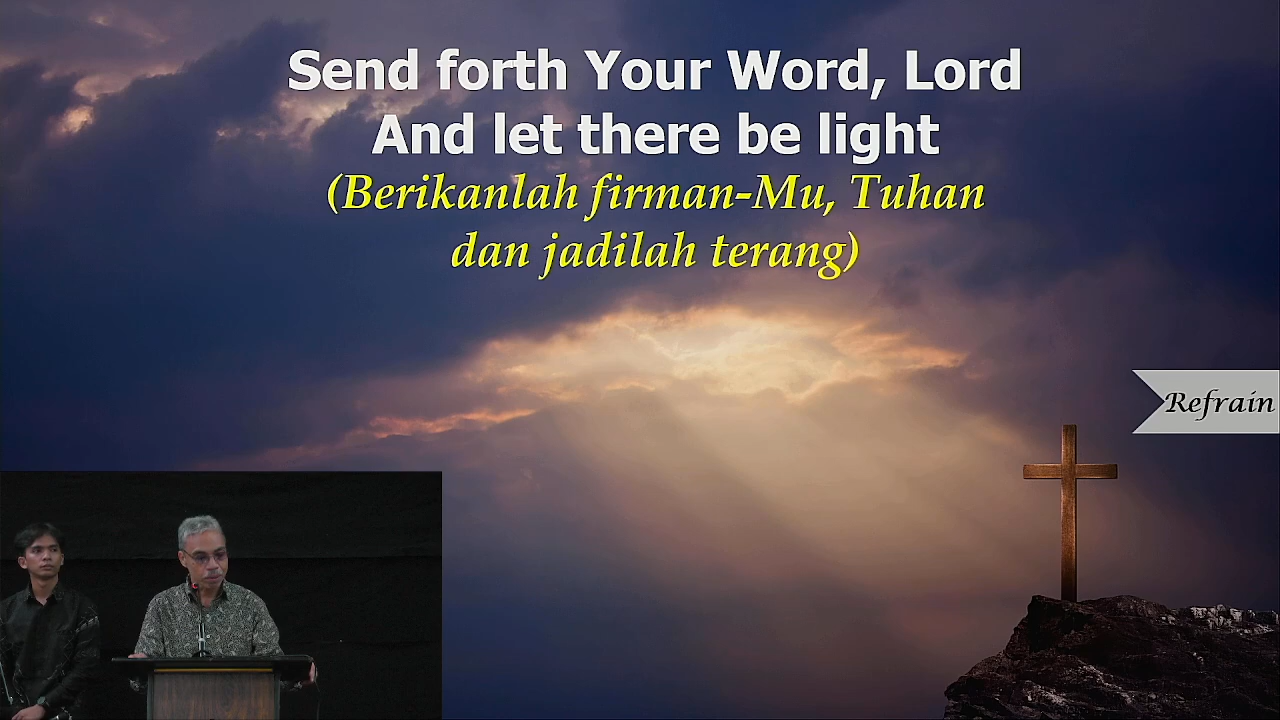 Send forth Your Word, Lord
And let there be light
(Berikanlah firman-Mu, Tuhan
dan jadilah terang)
Refrain